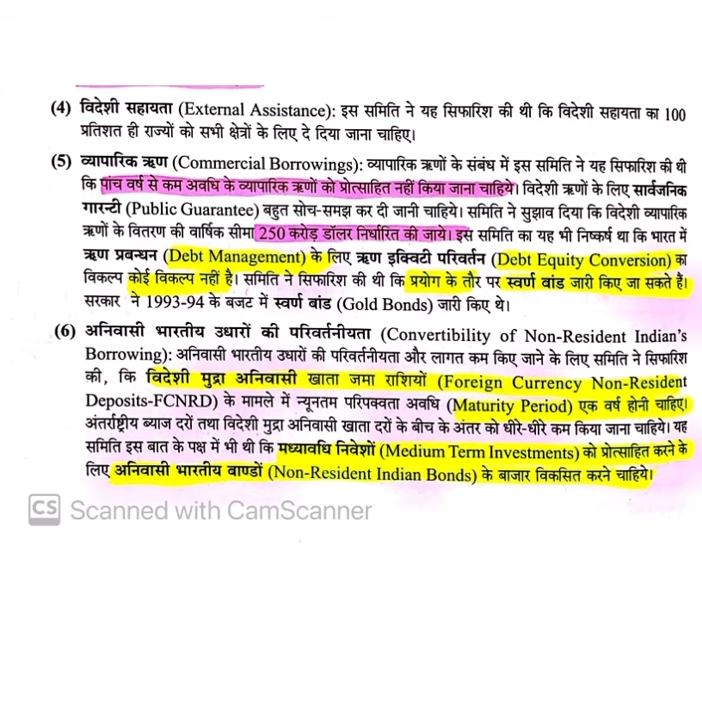 (4) विदेशी सहायता (External Assistance): इस समिति ने यह सिफारिश की थी कि विदेशी सहायता का 100
प्रतिशत ही राज्यों को सभी क्षेत्रों के लिए दे दिया जाना चाहिए।
(5) व्यापारिक ऋण (Commercial Borrowings): व्यापारिक ऋणों के संबंध में इस समिति ने यह सिफारिश की थी
कि पांच वर्ष से कम अवधि के व्यापारिक ऋणों को प्रोत्साहित नहीं किया जाना चाहिये। विदेशी ऋणों के लिए सार्वजनिक
गारन्टी (Public Guarantee) बहुत सोच-समझ कर दी जानी चाहिये। समिति ने सुझाव दिया कि विदेशी व्यापारिक
ऋणों के वितरण की वार्षिक सीमा 250 करोड़ डॉलर निर्धारित की जाये। इस समिति का यह भी निष्कर्ष था कि भारत में
ऋण प्रबन्धन (Debt Management) के लिए ऋण इक्विटी परिवर्तन (Debt Equity Conversion) का
विकल्प कोई विकल्प नहीं है। समिति ने सिफारिश की थी कि प्रयोग के तौर पर स्वर्ण बांड जारी किए जा सकते हैं।
सरकार ने 1993-94 के बजट में स्वर्ण बांड (Gold Bonds) जारी किए थे।
(6) अनिवासी भारतीय उधारों की परिवर्तनीयता (Convertibility of Non-Resident Indian's
Borrowing): अनिवासी भारतीय उधारों की परिवर्तनीयता और लागत कम किए जाने के लिए समिति ने सिफारिश
की, कि विदेशी मुद्रा अनिवासी खाता जमा राशियों (Foreign Currency Non-Resident
Deposits-FCNRD) के मामले में न्यूनतम परिपक्वता अवधि (Maturity Period) एक वर्ष होनी चाहिए।
अंतर्राष्ट्रीय ब्याज दरों तथा विदेशी मुद्रा अनिवासी खाता दरों के बीच के अंतर को धीरे-धीरे कम किया जाना चाहिये। यह
समिति इस बात के पक्ष में भी थी कि मध्यावधि निवेशों (Medium Term Investments) को प्रोत्साहित करने के
लिए अनिवासी भारतीय वाण्डों (Non-Resident Indian Bonds) के बाजार विकसित करने चाहिये।
CS Scanned with CamScanner